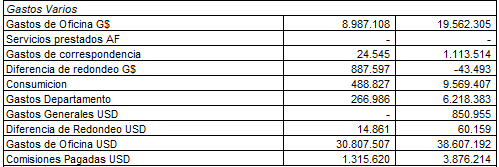 Gastos Varios
Gastos de Oficina G$ 8.987.108 19.562.305
Servicios prestados AF - -
Gastos de correspondencia 24.545 1.113.514
Diferencia de redondeo G$ 887.597 -43.493
Consumicion 488.827 9.569.407
Gastos Departamento 266.986 6.218.383
Gastos Generales USD - 850.955
Diferencia de Redondeo USD 14.861 60.159
Gastos de Oficina USD 30.807.507 38.607.192
Comisiones Pagadas USD 1.315.620 3.876.214